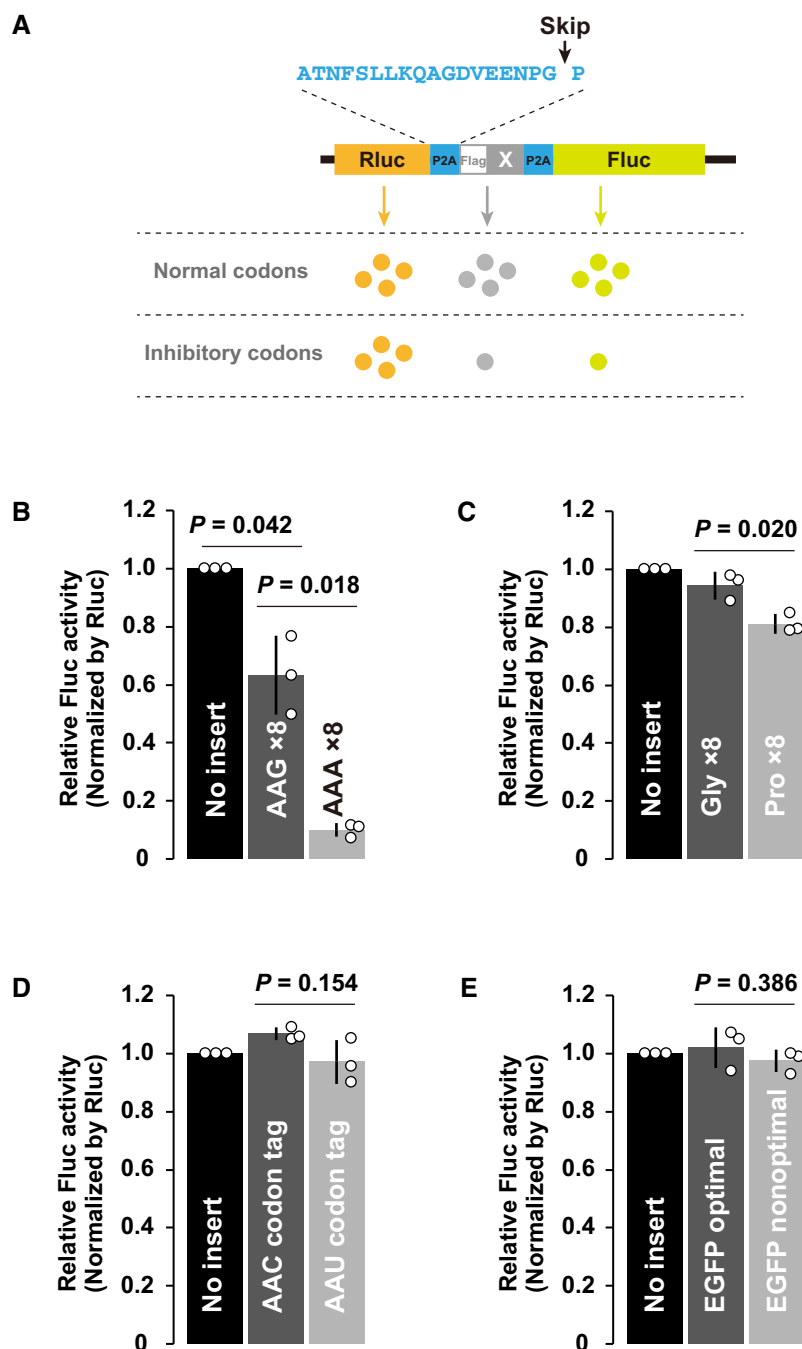 A
Skip
ATNFSLLKQAGDVEENPG P
Rluc P2A Flag X P2A Fluc
Normal codons
Inhibitory codons
B
Relative Fluc activity
(Normalized by Rluc)
1.2
1.0
0.8
0.6
0.4
0.2
0
P = 0.042
P = 0.018
No insert
AAG ×8
AAA ×8
C
Relative Fluc activity
(Normalized by Rluc)
1.2
1.0
0.8
0.6
0.4
0.2
0
P = 0.020
No insert
Gly ×8
Pro ×8
D
Relative Fluc activity
(Normalized by Rluc)
1.2
1.0
0.8
0.6
0.4
0.2
0
P = 0.154
No insert
AAC codon tag
AAU codon tag
E
Relative Fluc activity
(Normalized by Rluc)
1.2
1.0
0.8
0.6
0.4
0.2
0
P = 0.386
No insert
EGFP optimal
EGFP nonoptimal